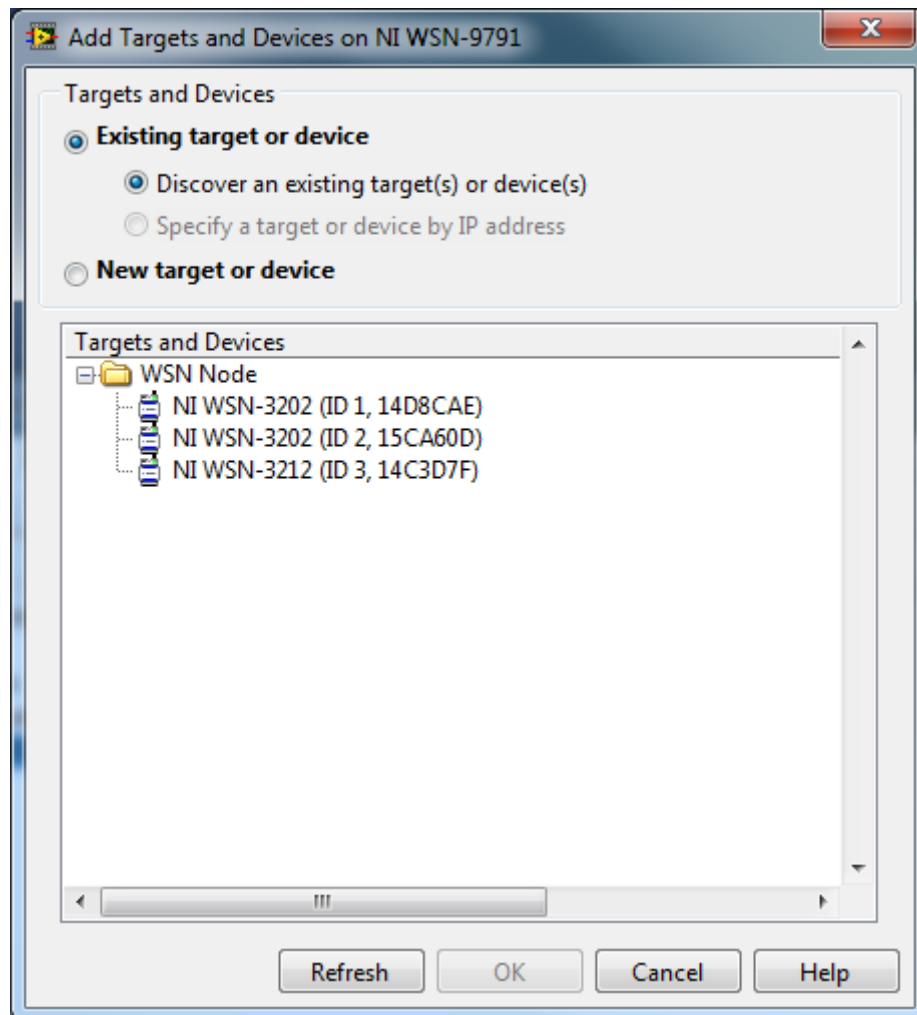 Add Targets and Devices on NI WSN-9791
Targets and Devices
Existing target or device
Discover an existing target(s) or device(s)
Specify a target or device by IP address
New target or device
Targets and Devices
WSN Node
NI WSN-3202 (ID 1, 14D8CAE)
NI WSN-3202 (ID 2, 15CA60D)
NI WSN-3212 (ID 3, 14C3D7F)
Refresh OK Cancel Help